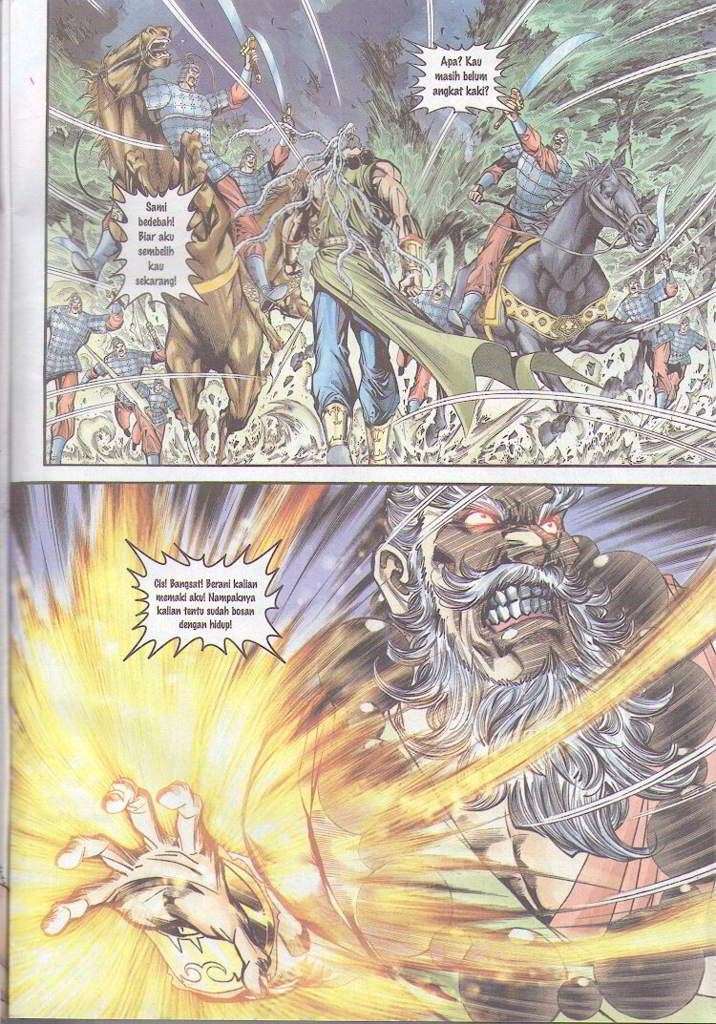 Apa? Kau
masih belum
angkat kaki?
Sami
bedebah!
Biar aku
sembelih
kau
sekarang!
Cis! Bangsat! Berani kalian
memaki aku! Nampaknya
kalian tentu sudah bosan
dengan hidup!